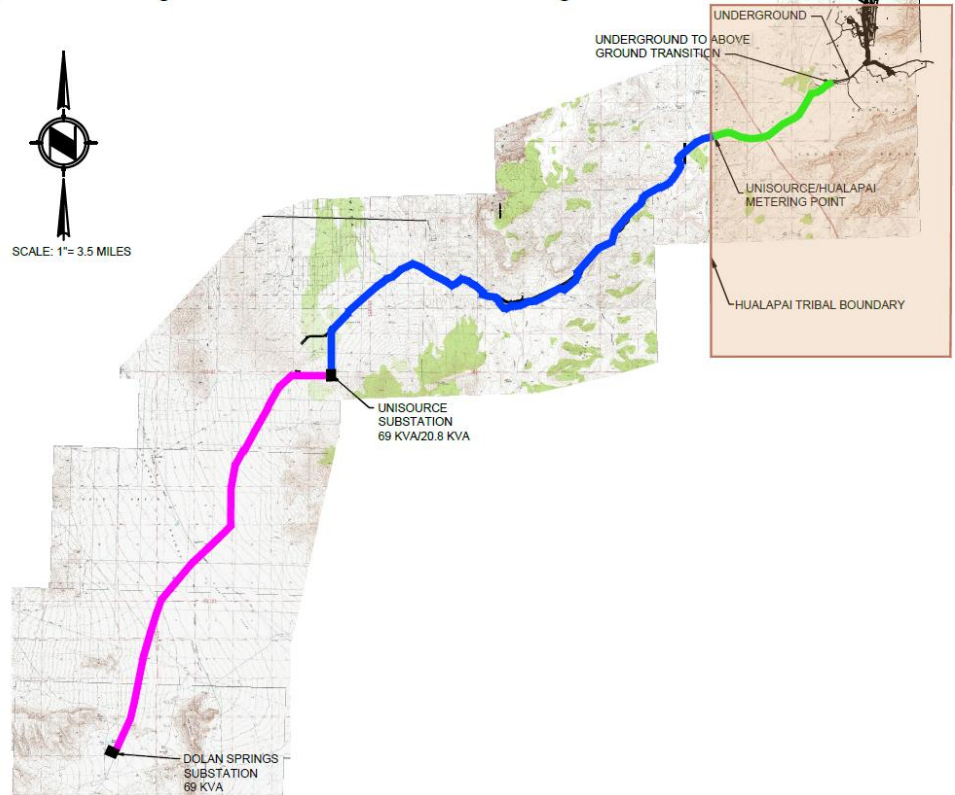 UNDERGROUND
UNDERGROUND TO ABOVE
GROUND TRANSITION
SCALE: 1"= 3.5 MILES
UNISOURCE/HUALAPAI
METERING POINT
HUALAPAI TRIBAL BOUNDARY
UNISOURCE
SUBSTATION
69 KVA/20.8 KVA
DOLAN SPRINGS
SUBSTATION
69 KVA